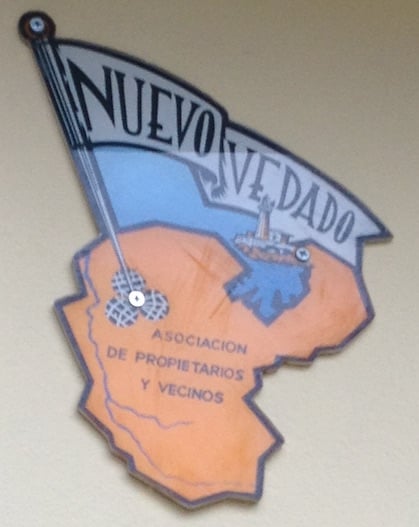 NUEVO
VEDADO
ASOCIACION
DE PROPIETARIOS
Y VECINOS